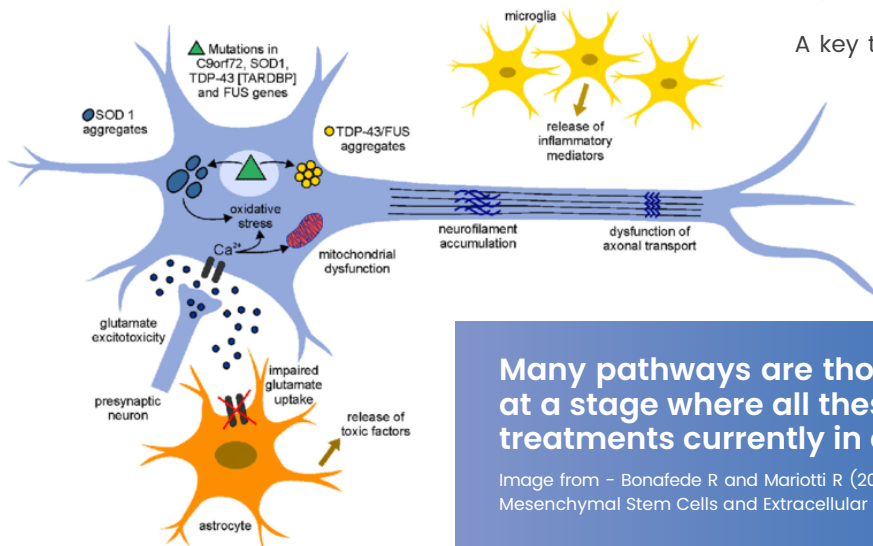 microglia
A key t
Mutations in
C9orf72, SOD1,
TDP-43 [TARDBP]
and FUS genes
SOD 1
aggregates
TDP-43/FUS
aggregates
release of
inflammatory
mediators
oxidative
stress
Ca2+
mitochondrial
dysfunction
neurofilament
accumulation
dysfunction of
axonal transport
glutamate
excitotoxicity
presynaptic
neuron
impaired
glutamate
uptake
release of
toxic factors
astrocyte
Many pathways are tho
at a stage where all thes
treatments currently in
Image from - Bonafede R and Mariotti R (20
Mesenchymal Stem Cells and Extracellular